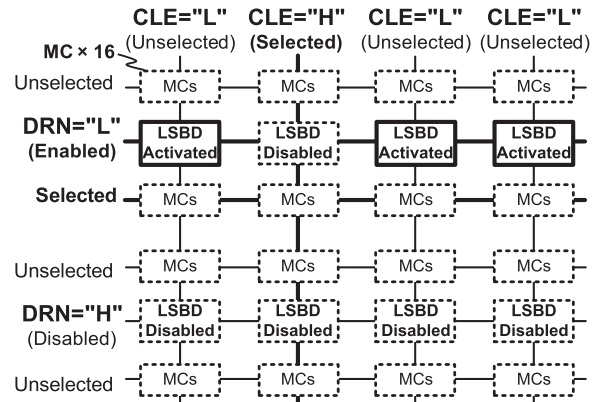 CLE="L" CLE="H" CLE="L" CLE="L"
(Unselected) (Selected) (Unselected) (Unselected)
MC × 16
Unselected MCs MCs MCs MCs
DRN="L" LSBD LSBD LSBD LSBD
(Enabled) Activated Disabled Activated Activated
Selected MCs MCs MCs MCs
Unselected MCs MCs MCs MCs
DRN="H" LSBD LSBD LSBD LSBD
(Disabled) Disabled Disabled Disabled Disabled
Unselected MCs MCs MCs MCs